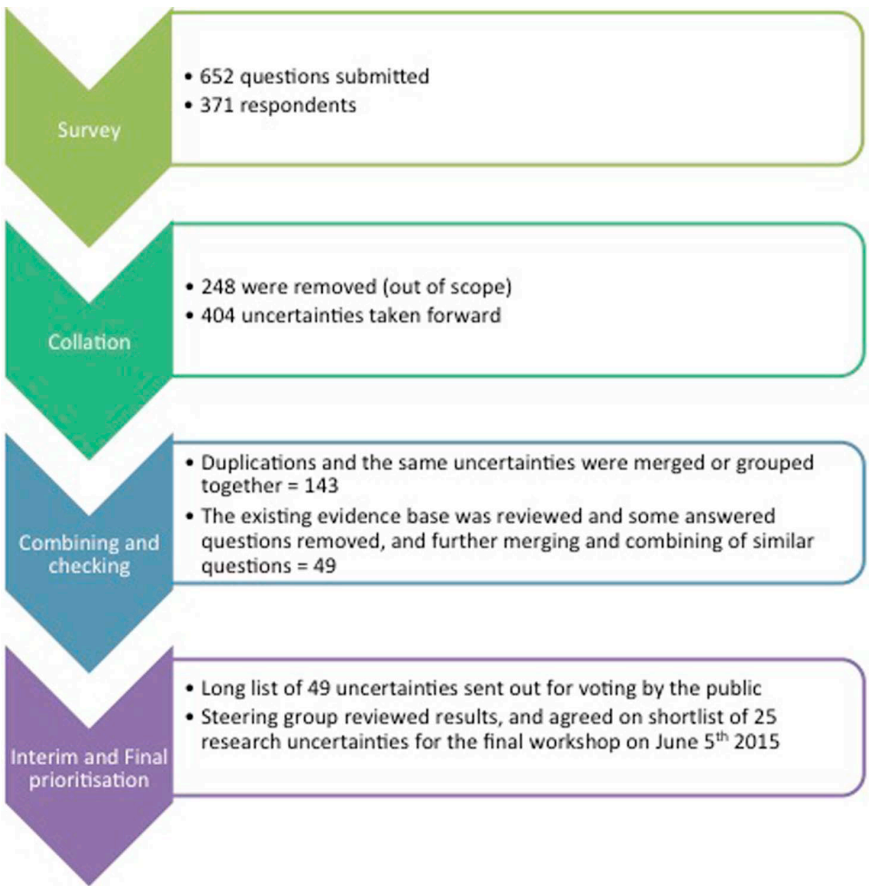 Survey
• 652 questions submitted
• 371 respondents
Collation
• 248 were removed (out of scope)
• 404 uncertainties taken forward
Combining and
checking
• Duplications and the same uncertainties were merged or grouped
together = 143
• The existing evidence base was reviewed and some answered
questions removed, and further merging and combining of similar
questions = 49
Interim and Final
prioritisation
• Long list of 49 uncertainties sent out for voting by the public
• Steering group reviewed results, and agreed on shortlist of 25
research uncertainties for the final workshop on June 5th 2015